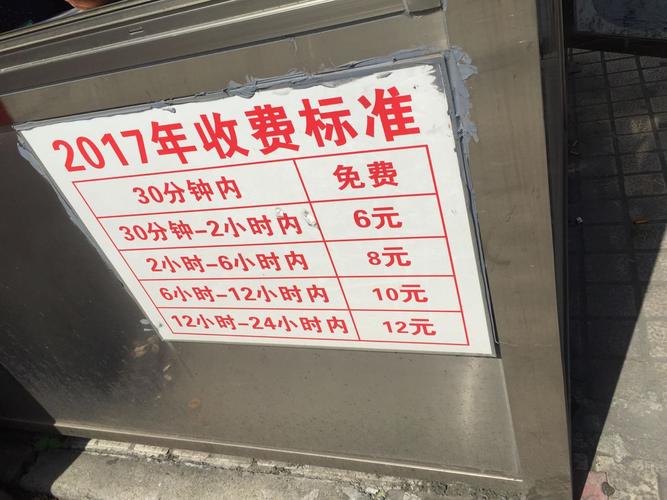 2017年收费标准
30分钟内 免费
30分钟-2小时内 6元
2小时-6小时内 8元
6小时-12小时内 10元
12小时-24小时内 12元